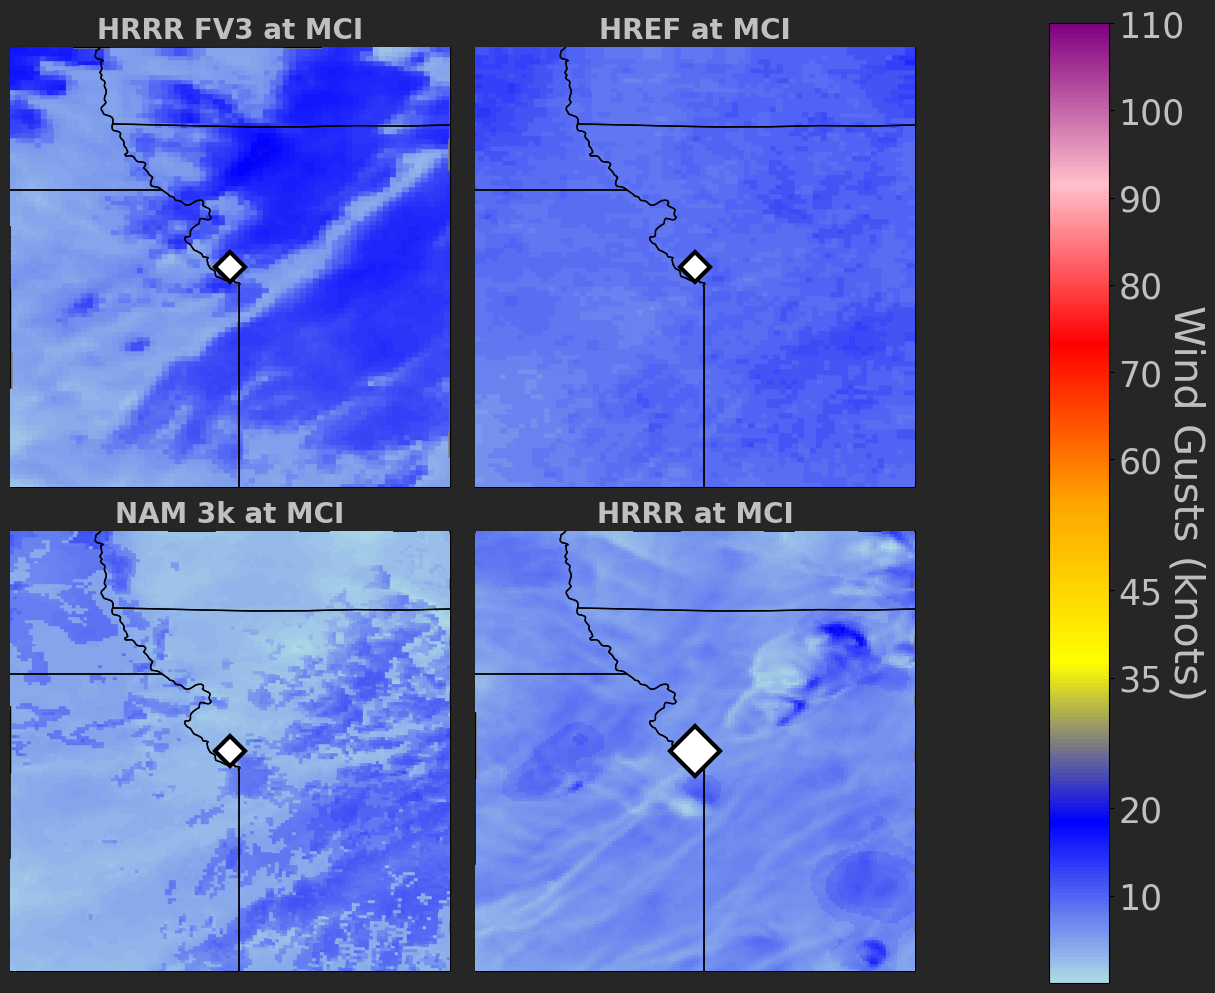 HRRR FV3 at MCI
HREF at MCI
NAM 3k at MCI
HRRR at MCI
110
100
90
80
70
60
45
35
20
10
Wind Gusts (knots)